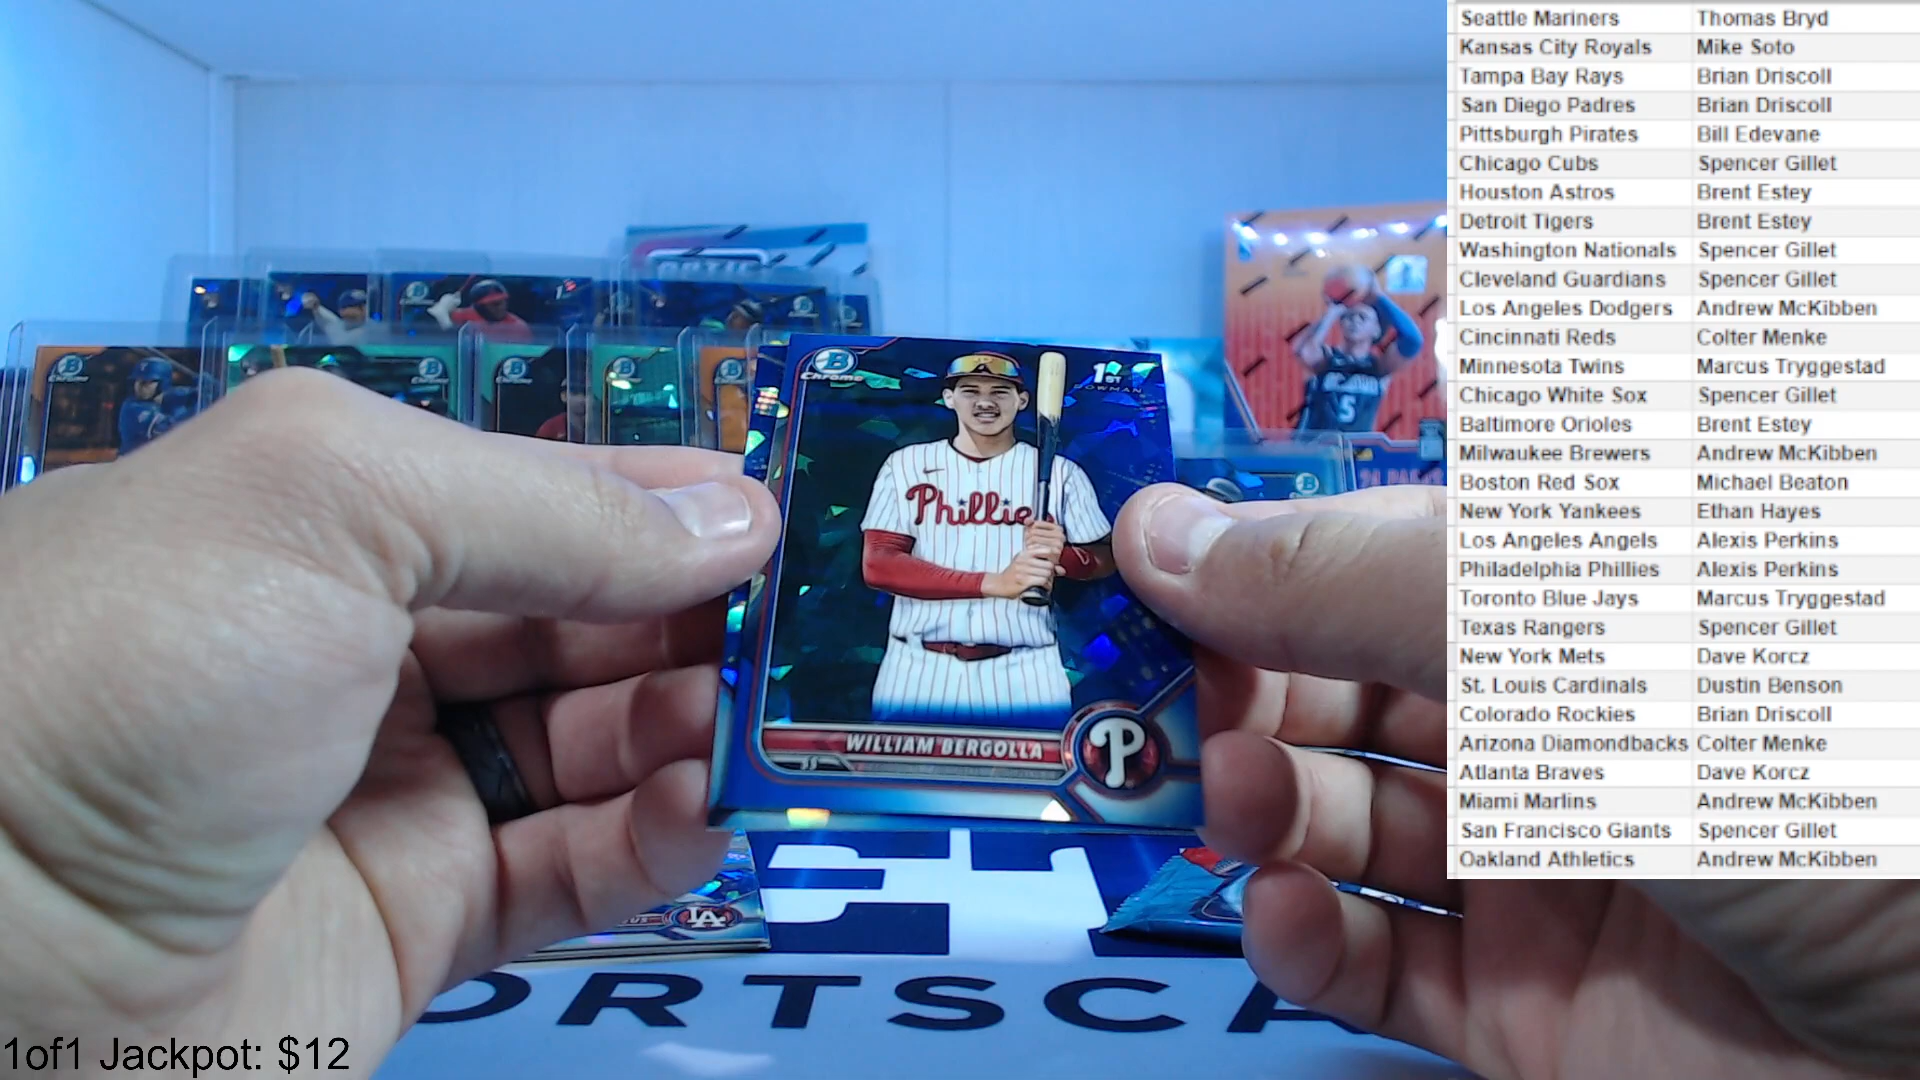 Seattle Mariners Thomas Bryd
Kansas City Royals Mike Soto
Tampa Bay Rays Brian Driscoll
San Diego Padres Brian Driscoll
Pittsburgh Pirates Bill Edevane
Chicago Cubs Spencer Gillet
Houston Astros Brent Estey
Detroit Tigers Brent Estey
Washington Nationals Spencer Gillet
Cleveland Guardians Spencer Gillet
Los Angeles Dodgers Andrew McKibben
Cincinnati Reds Colter Menke
Minnesota Twins Marcus Tryggestad
Chicago White Sox Spencer Gillet
Baltimore Orioles Brent Estey
Milwaukee Brewers Andrew McKibben
Boston Red Sox Michael Beaton
New York Yankees Ethan Hayes
Los Angeles Angels Alexis Perkins
Philadelphia Phillies Alexis Perkins
Toronto Blue Jays Marcus Tryggestad
Texas Rangers Spencer Gillet
New York Mets Dave Korcz
St. Louis Cardinals Dustin Benson
Colorado Rockies Brian Driscoll
Arizona Diamondbacks Colter Menke
Atlanta Braves Dave Korcz
Miami Marlins Andrew McKibben
San Francisco Giants Spencer Gillet
Oakland Athletics Andrew McKibben
B
Chrome
1ST
BOWMAN
Phillie
WILLIAM BERGOLLA
SS
P
LA
5
ORTSCA
1of1 Jackpot: $12